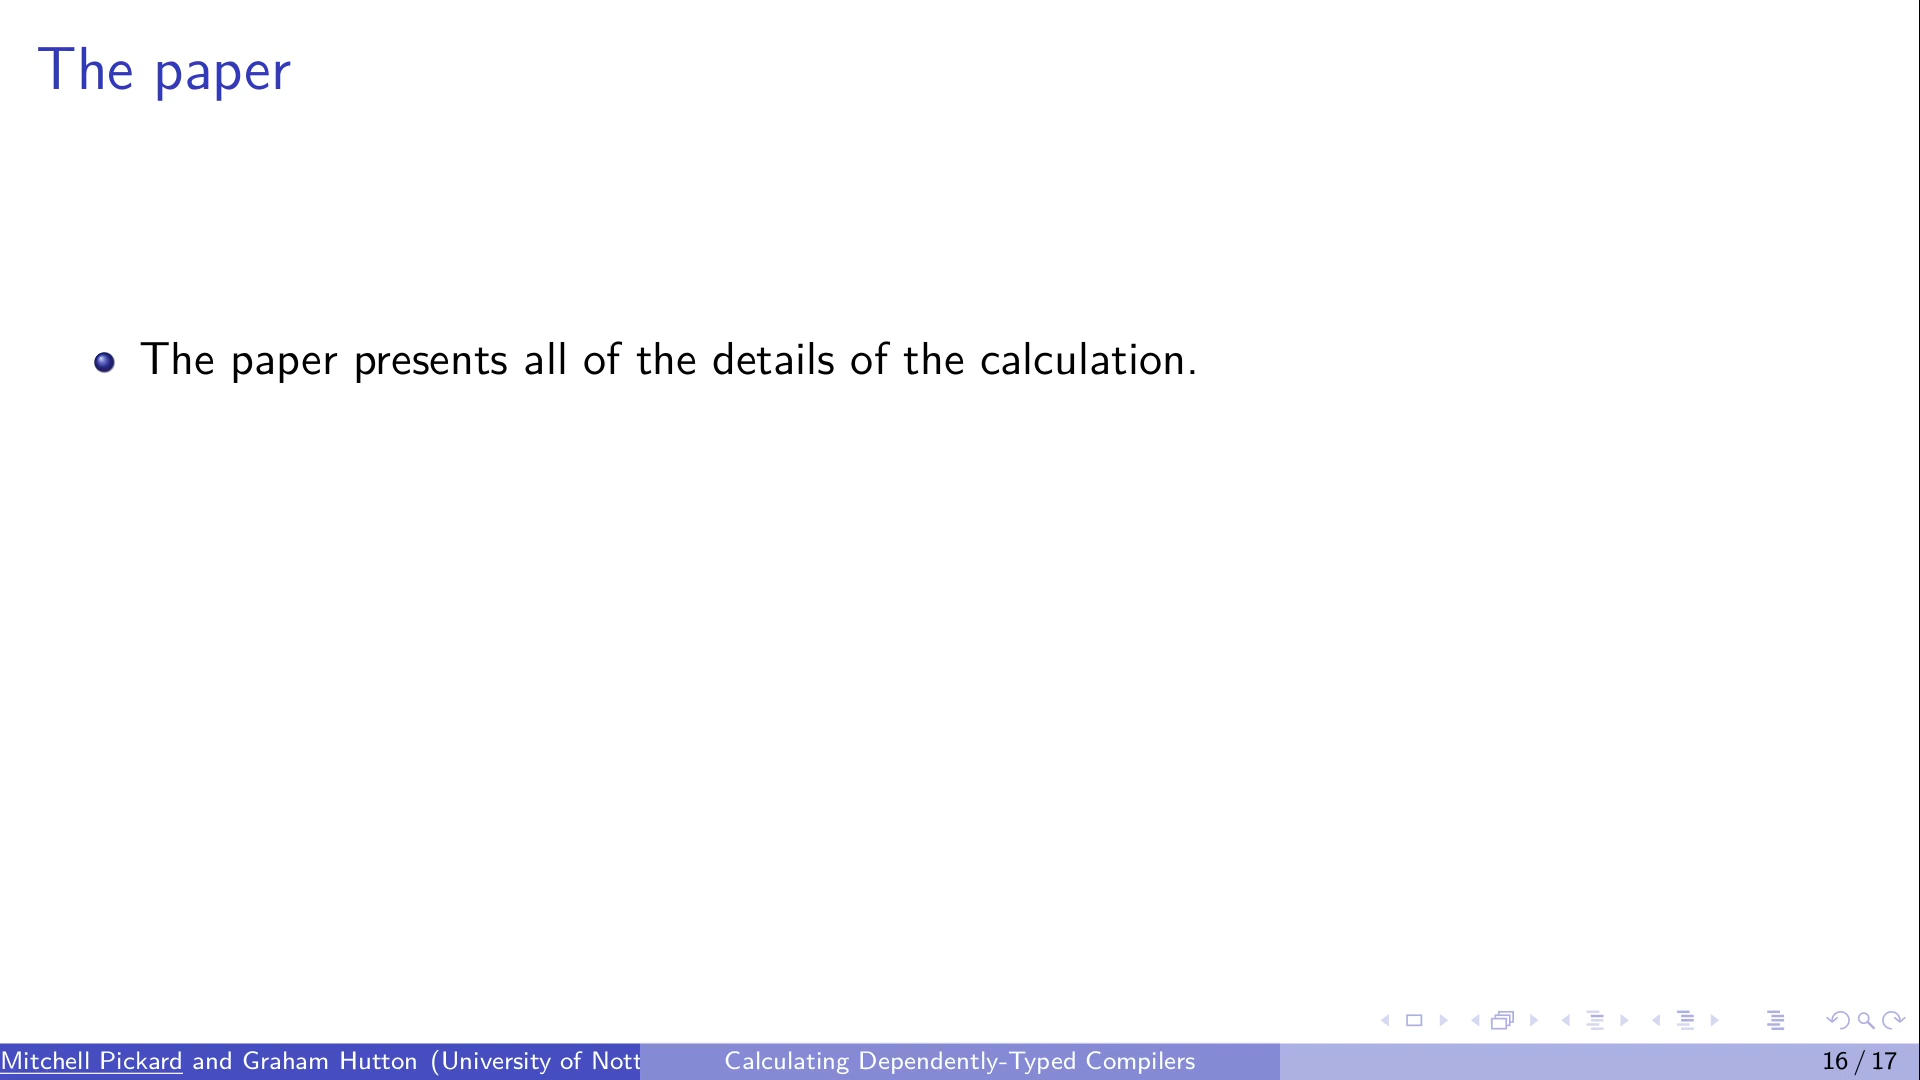 The paper
The paper presents all of the details of the calculation.
Mitchell Pickard and Graham Hutton (University of Nott
Calculating Dependently-Typed Compilers
16 / 17